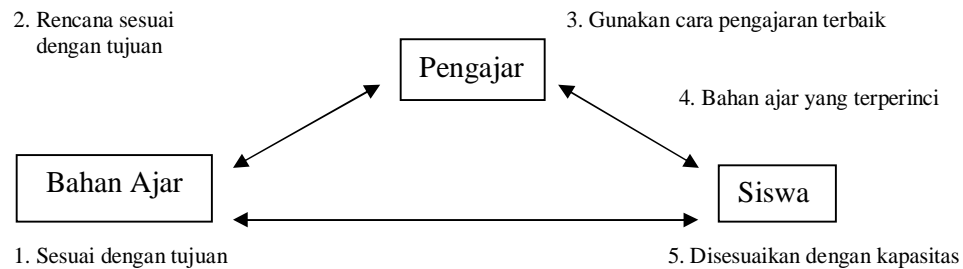 2. Rencana sesuai
dengan tujuan
3. Gunakan cara pengajaran terbaik
Pengajar
4. Bahan ajar yang terperinci
Bahan Ajar
Siswa
1. Sesuai dengan tujuan
5. Disesuaikan dengan kapasitas